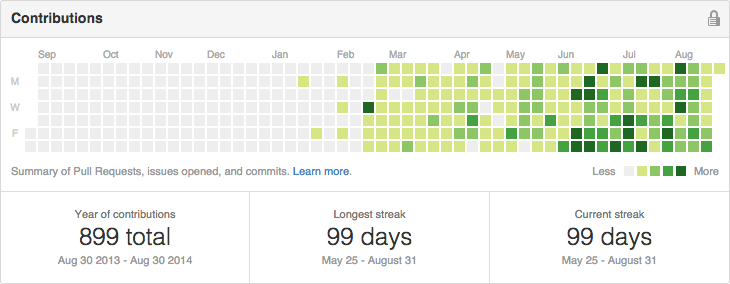 Contributions
Sep Oct Nov Dec Jan Feb Mar Apr May Jun Jul Aug
M
W
F
Summary of Pull Requests, issues opened, and commits. Learn more.
Less More
Year of contributions
899 total
Aug 30 2013 - Aug 30 2014
Longest streak
99 days
May 25 - August 31
Current streak
99 days
May 25 - August 31